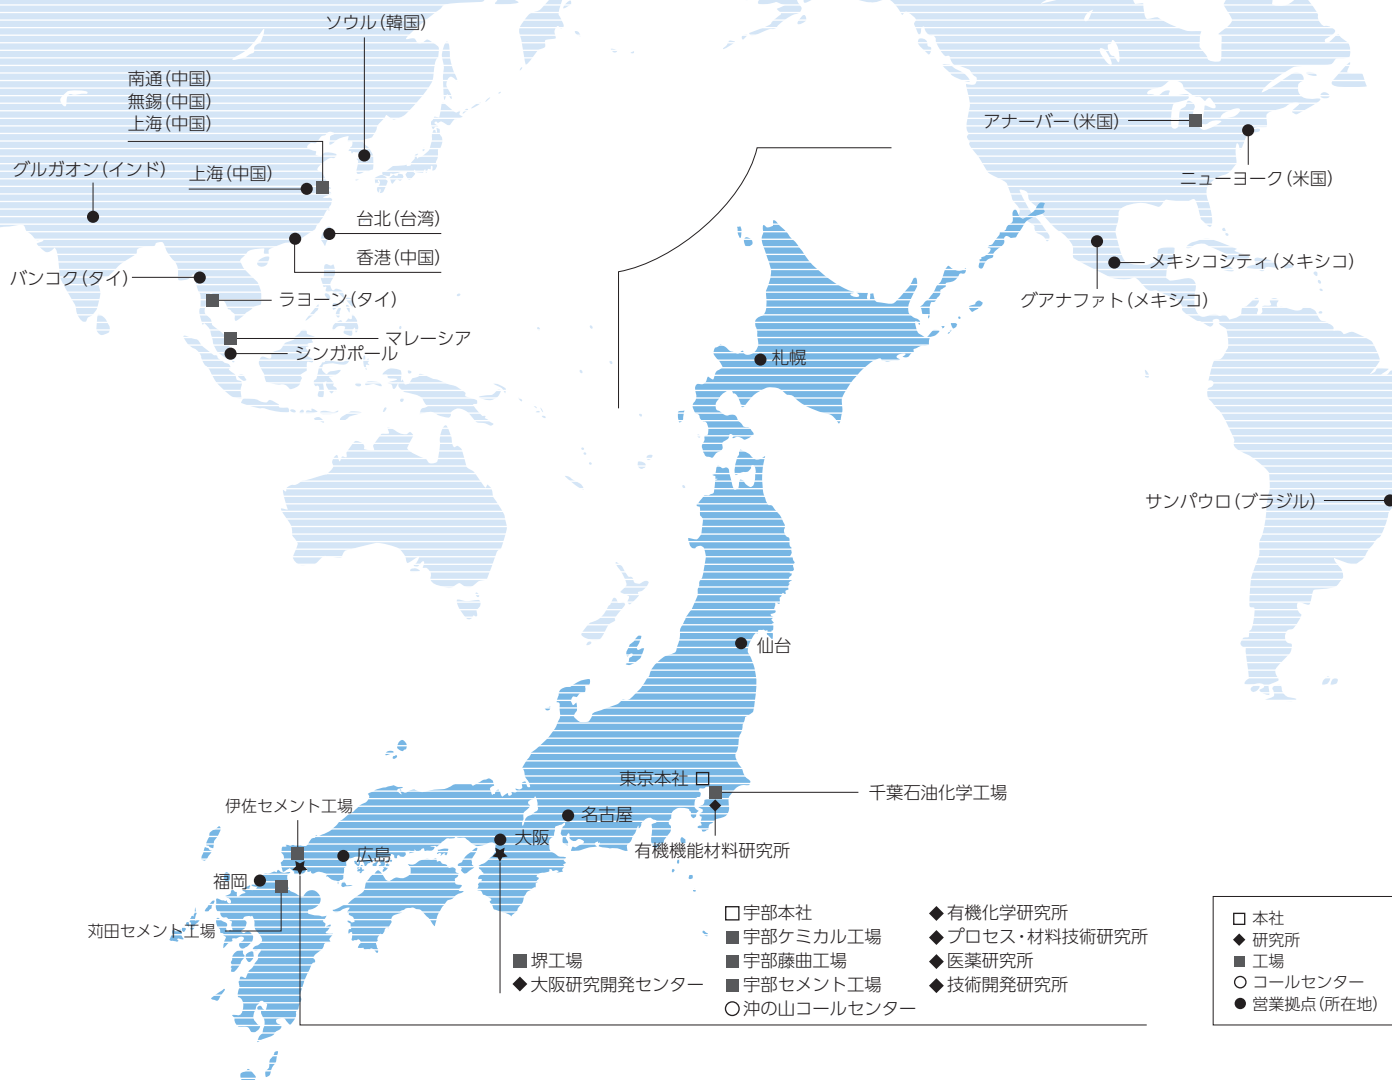 ソウル(韓国)
南通(中国)
無錫(中国)
上海(中国)
グルガオン(インド)
上海(中国)
台北(台湾)
香港(中国)
バンコク(タイ)
ラヨーン(タイ)
マレーシア
シンガポール
アナーバー(米国)
ニューヨーク(米国)
メキシコシティ(メキシコ)
グアナファト(メキシコ)
サンパウロ(ブラジル)
札幌
仙台
東京本社
千葉石油化学工場
有機機能材料研究所
名古屋
大阪
伊佐セメント工場
広島
福岡
苅田セメント工場
堺工場
大阪研究開発センター
宇部本社
宇部ケミカル工場
宇部藤曲工場
宇部セメント工場
沖の山コールセンター
有機化学研究所
プロセス・材料技術研究所
医薬研究所
技術開発研究所
本社
研究所
工場
コールセンター
営業拠点(所在地)